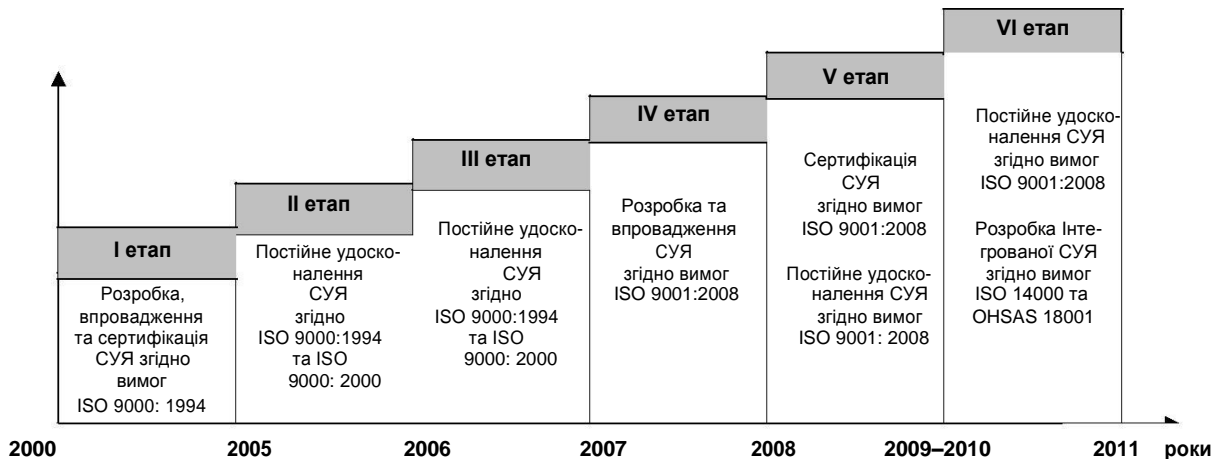 I етап
Розробка,
впровадження
та сертифікація
СУЯ згідно
вимог
ISO 9000: 1994
II етап
Постійне удоско-
налення
СУЯ
згідно
ISO 9000:1994
та ISO
9000: 2000
III етап
Постійне удоско-
налення
СУЯ
згідно
ISO 9000:1994
та ISO
9000: 2000
IV етап
Розробка та
впровадження
СУЯ
згідно вимог
ISO 9001:2008
V етап
Сертифікація
СУЯ
згідно вимог
ISO 9001:2008
Постійне удоско-
налення СУЯ
згідно вимог
ISO 9001: 2008
VI етап
Постійне удоско-
налення СУЯ
згідно вимог
ISO 9001:2008
Розробка Інте-
грованої СУЯ
згідно вимог
ISO 14000 та
OHSAS 18001
2000 2005 2006 2007 2008 2009–2010 2011 роки